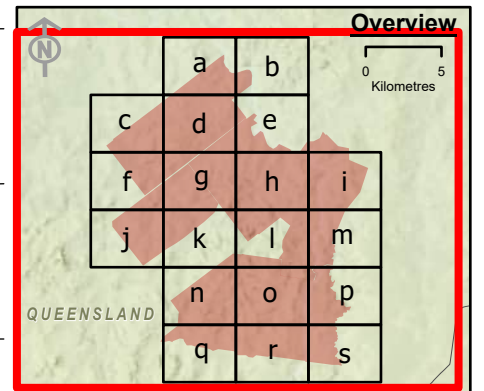 Overview
N
0 5
Kilometres
a b
c d e
f g h i
j k l m
n o p
QUEENSLAND
q r s